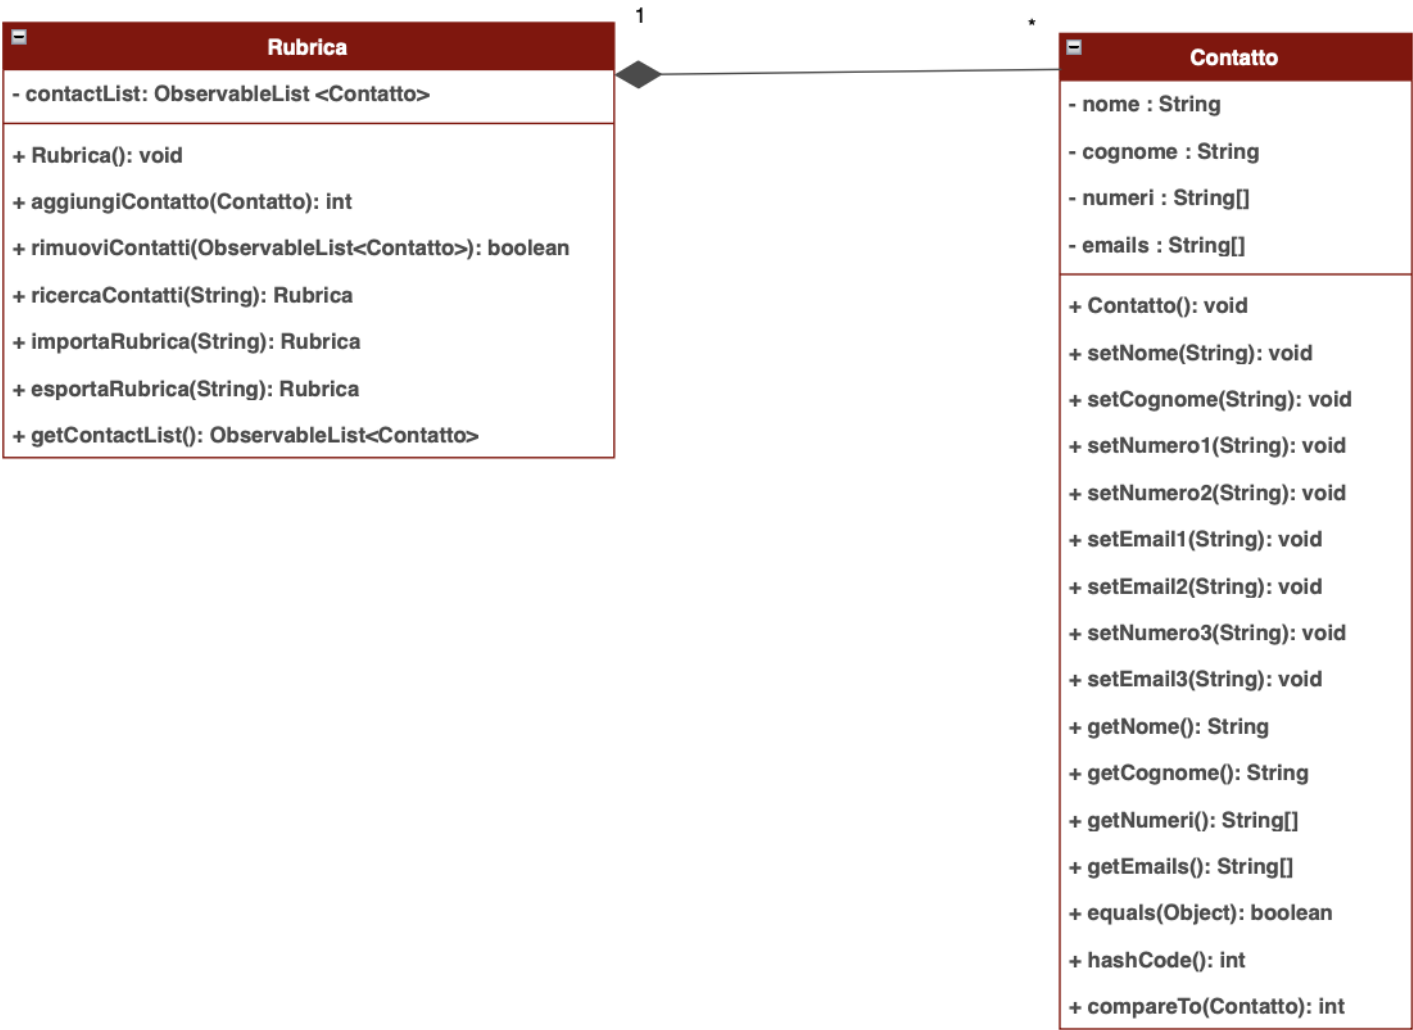 1
*
Rubrica
- contactList: ObservableList <Contatto>
+ Rubrica(): void
+ aggiungiContatto(Contatto): int
+ rimuoviContatti(ObservableList<Contatto>): boolean
+ ricercaContatti(String): Rubrica
+ importaRubrica(String): Rubrica
+ esportaRubrica(String): Rubrica
+ getContactList(): ObservableList<Contatto>
Contatto
- nome : String
- cognome : String
- numeri : String[]
- emails : String[]
+ Contatto(): void
+ setNome(String): void
+ setCognome(String): void
+ setNumero1(String): void
+ setNumero2(String): void
+ setEmail1(String): void
+ setEmail2(String): void
+ setNumero3(String): void
+ setEmail3(String): void
+ getNome(): String
+ getCognome(): String
+ getNumeri(): String[]
+ getEmails(): String[]
+ equals(Object): boolean
+ hashCode(): int
+ compareTo(Contatto): int